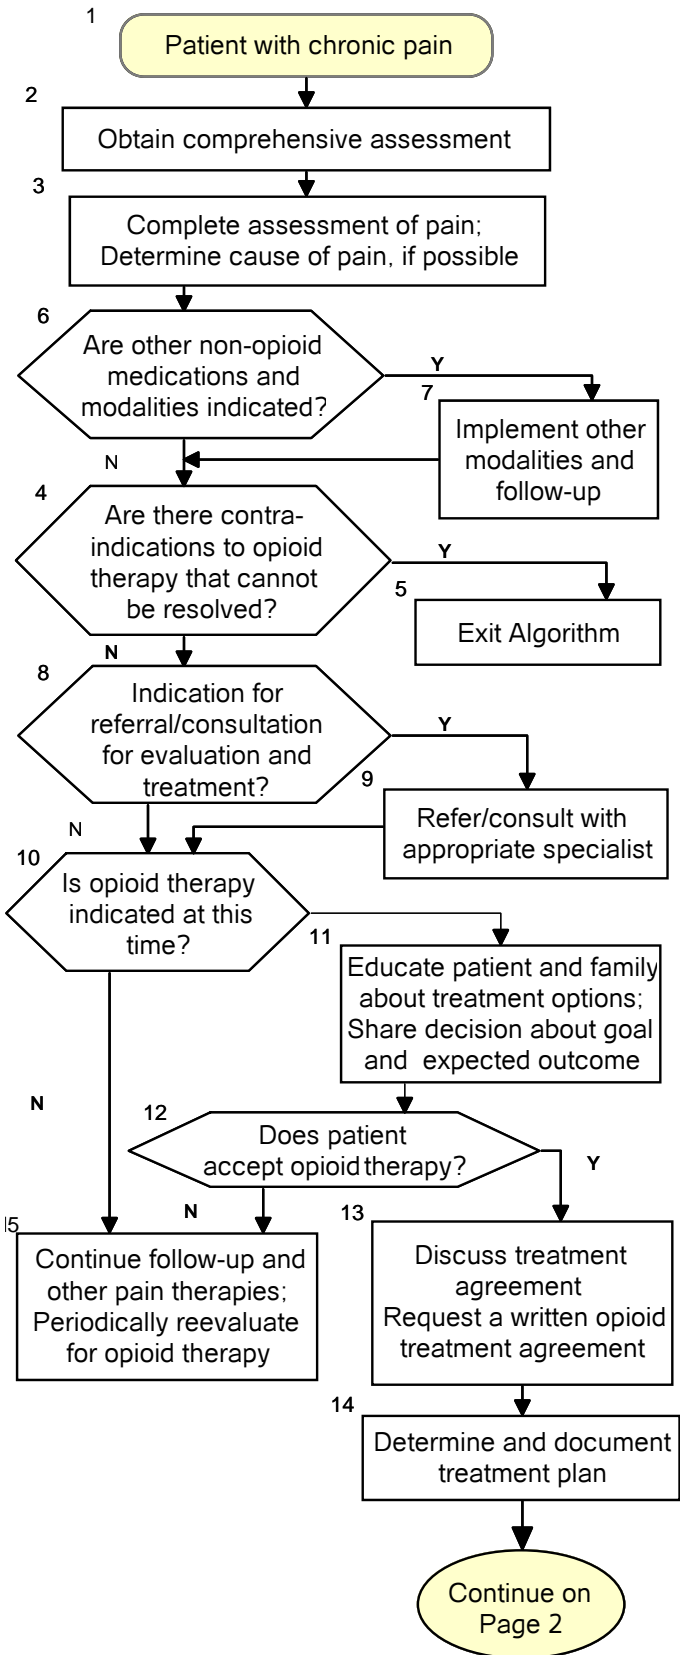 1
Patient with chronic pain
2
Obtain comprehensive assessment
3
Complete assessment of pain;
Determine cause of pain, if possible
6
Are other non-opioid
medications and
modalities indicated?
Y
7
Implement other
modalities and
follow-up
N
4
Are there contra-
indications to opioid
therapy that cannot
be resolved?
Y
5
Exit Algorithm
N
8
Indication for
referral/consultation
for evaluation and
treatment?
Y
9
Refer/consult with
appropriate specialist
N
10
Is opioid therapy
indicated at this
time?
11
Educate patient and family
about treatment options;
Share decision about goal
and expected outcome
N
12
Does patient
accept opioid therapy?
Y
N
13
Discuss treatment
agreement
Request a written opioid
treatment agreement
15
Continue follow-up and
other pain therapies;
Periodically reevaluate
for opioid therapy
14
Determine and document
treatment plan
Continue on
Page 2